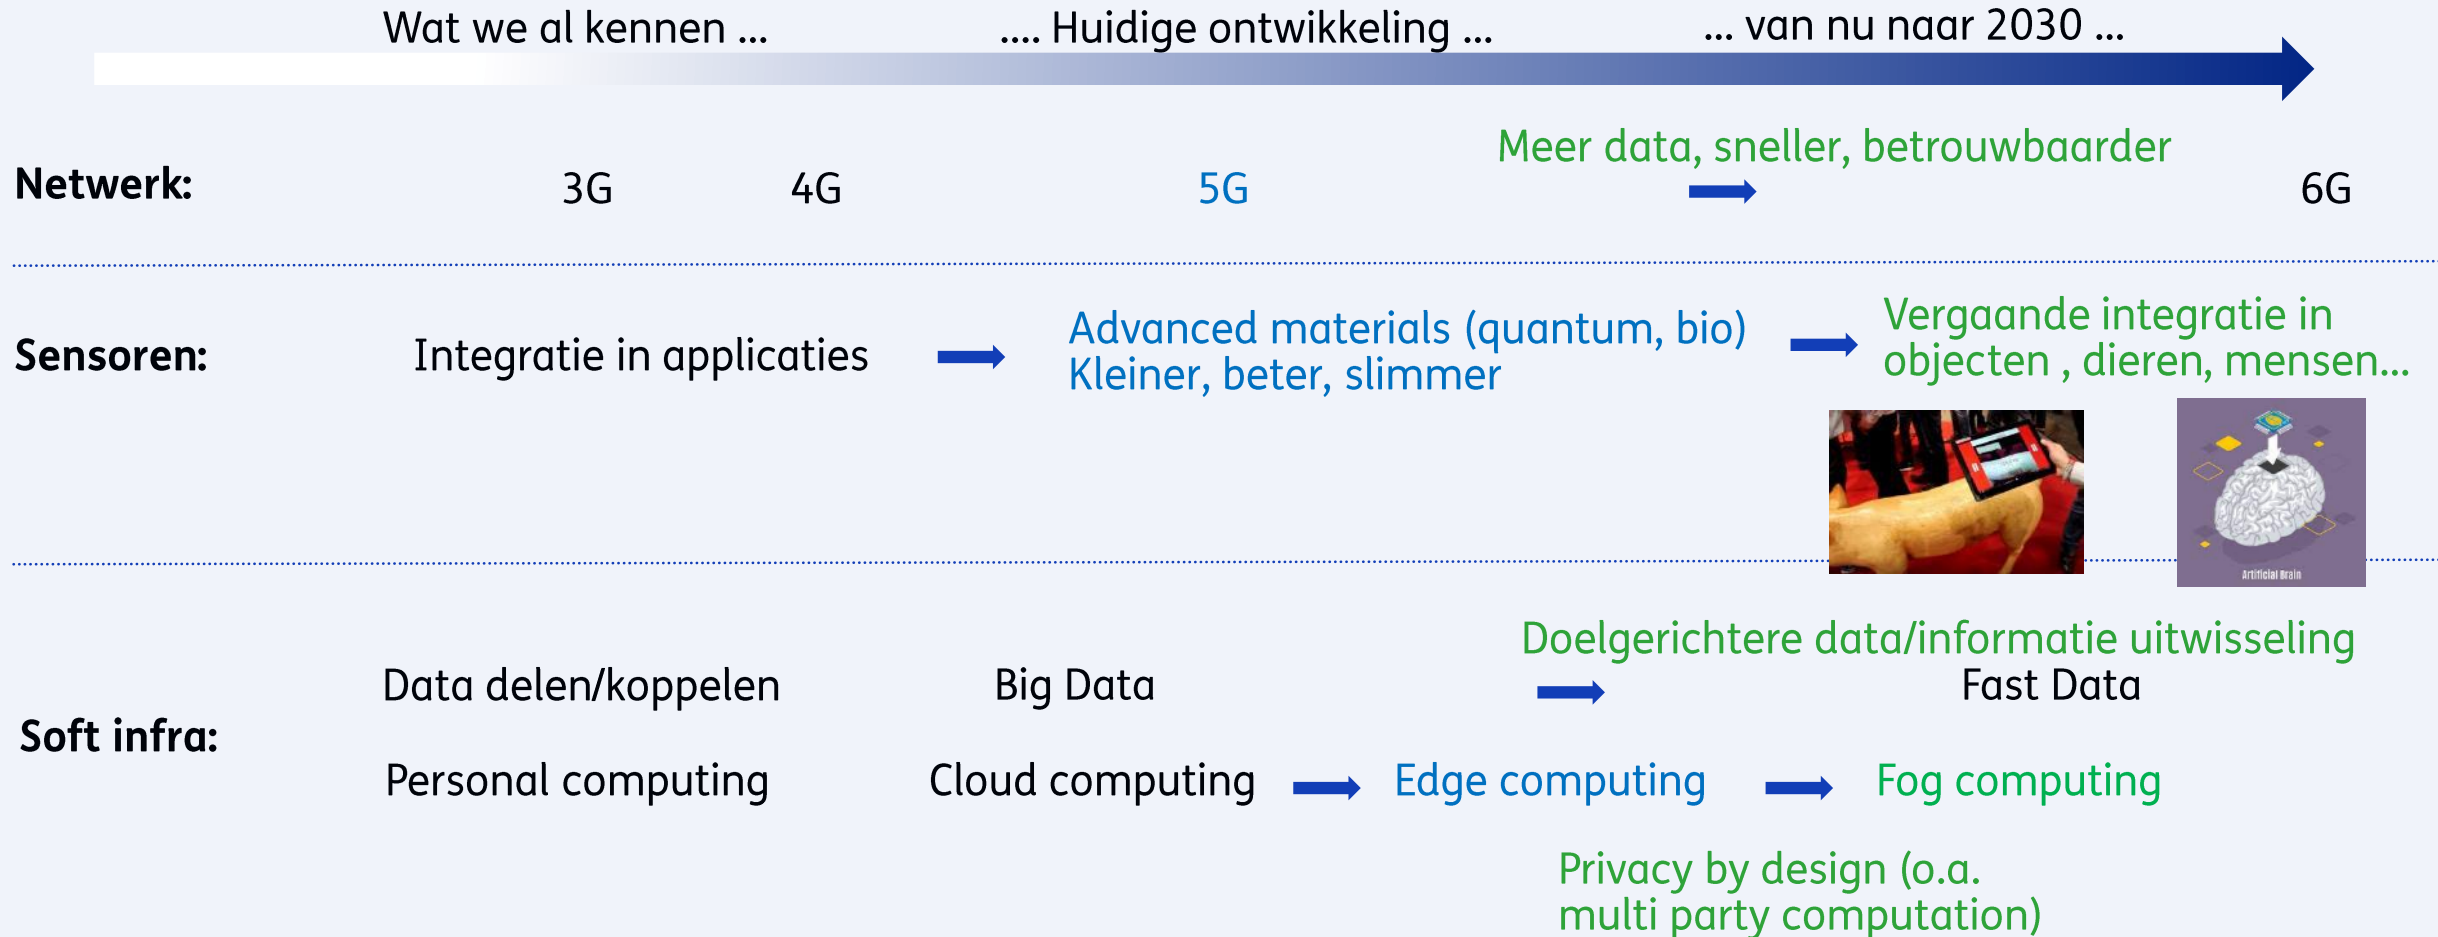 Wat we al kennen ...
.... Huidige ontwikkeling ...
... van nu naar 2030 ...
Meer data, sneller, betrouwbaarder
Netwerk:
3G
4G
5G
6G
Sensoren:
Integratie in applicaties
Advanced materials (quantum, bio)
Kleiner, beter, slimmer
Vergaande integratie in
objecten , dieren, mensen...
Artificial Brain
Doelgerichtere data/informatie uitwisseling
Data delen/koppelen
Big Data
Fast Data
Soft infra:
Personal computing
Cloud computing
Edge computing
Fog computing
Privacy by design (o.a.
multi party computation)